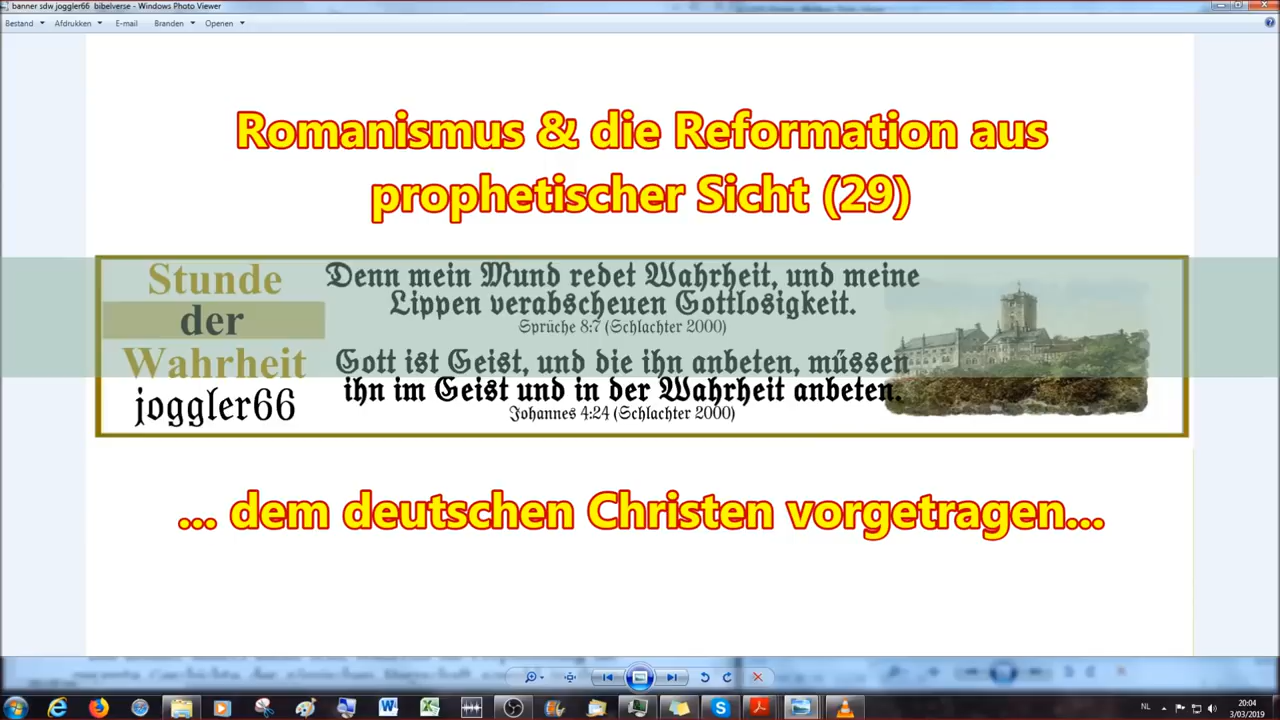 banner sdw joggler66 bibelverse - Windows Photo Viewer
Bestand Afdrukken E-mail Branden Openen
Romanismus & die Reformation aus
prophetischer Sicht (29)
Stunde
der
Wahrheit
joggler66
Denn mein Mund redet Wahrheit, und meine
Lippen verabscheuen Gottlosigkeit.
Sprüche 8:7 (Schlachter 2000)
Gott ist Geist, und die ihn anbeten, müssen
ihn im Geist und in der Wahrheit anbeten.
Johannes 4:24 (Schlachter 2000)
... dem deutschen Christen vorgetragen...
NL
20:04
3/03/2019